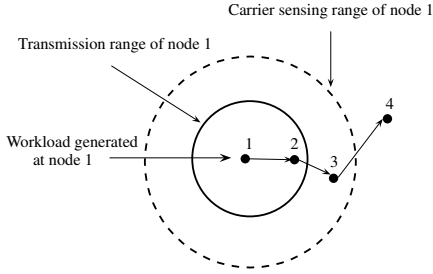 Carrier sensing range of node 1
Transmission range of node 1
4
Workload generated
at node 1
1
2
3